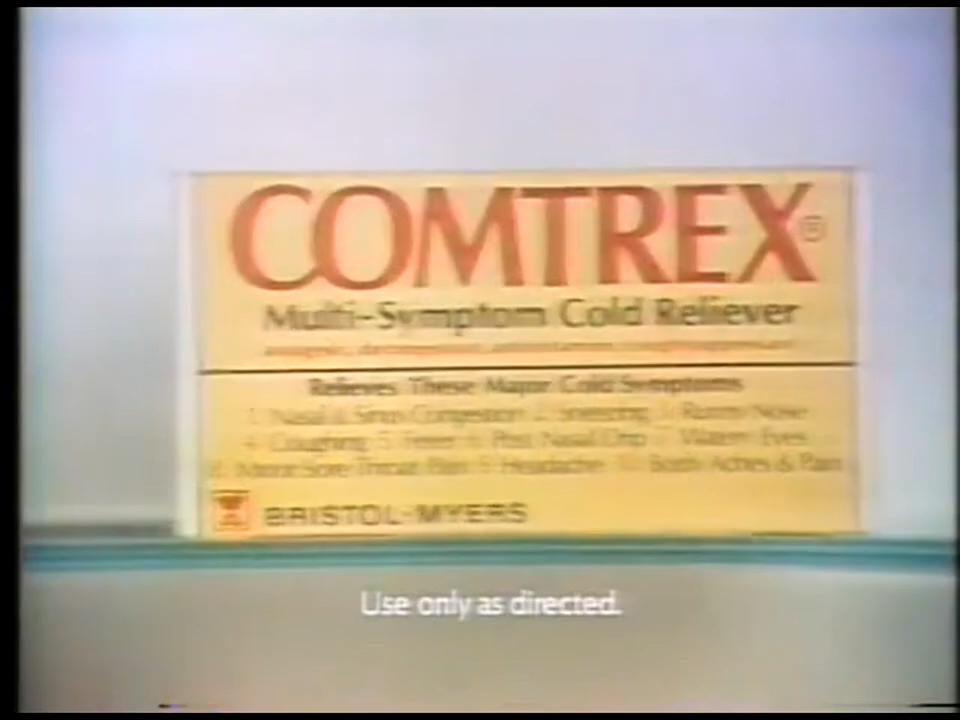 COMTREX®
Multi-Symptom Cold Reliever
Relieves These Major Cold Symptoms
1. Nasal & Sinus Congestion 2. Sneezing 3. Runny Nose
4. Coughing 5. Fever 6. Post Nasal Drip 7. Watery Eyes
8. Minor Sore Throat Pain 9. Headache 10. Body Aches & Pain
BRISTOL-MYERS
Use only as directed.